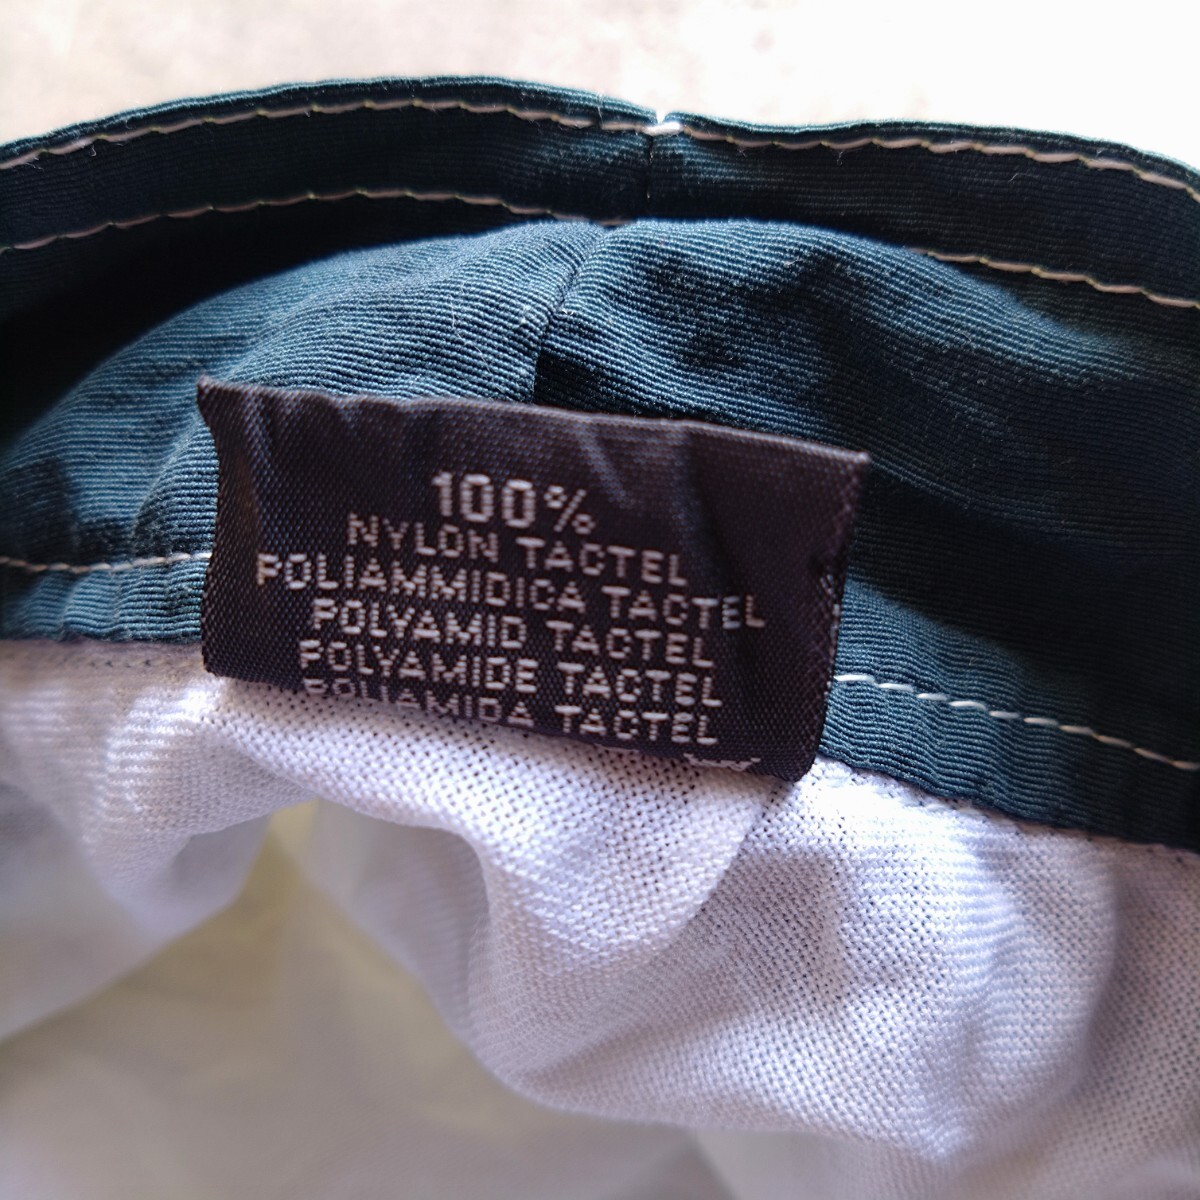 100%
NYLON TACTEL
POLIAMMIDICA TACTEL
POLYAMID TACTEL
POLYAMIDE TACTEL
POLIAMIDA TACTEL